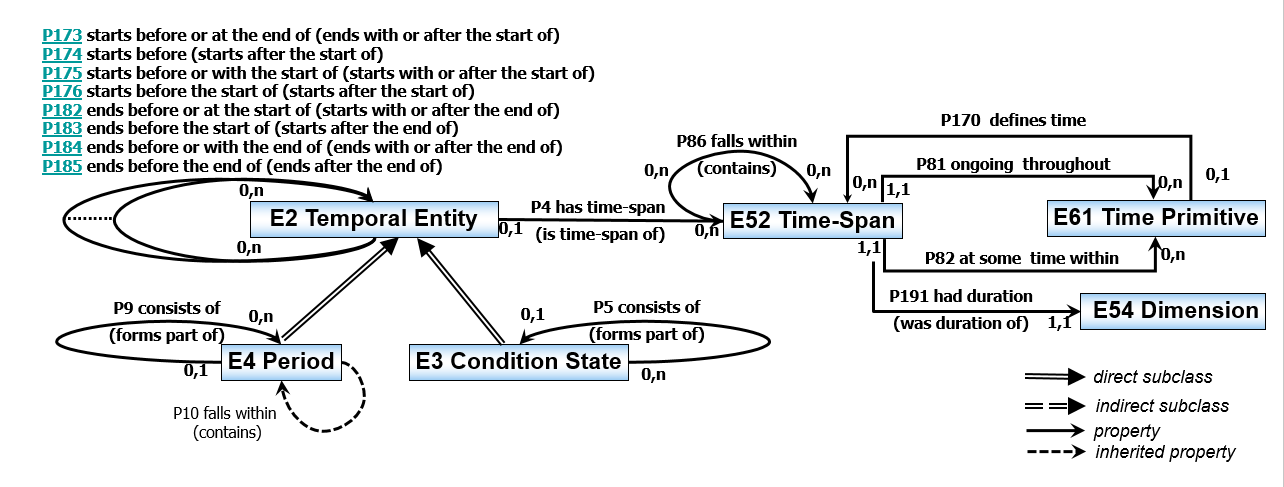 P173 starts before or at the end of (ends with or after the start of)
P174 starts before (starts after the start of)
P175 starts before or with the start of (starts with or after the start of)
P176 starts before the start of (starts after the start of)
P182 ends before or at the start of (starts with or after the end of)
P183 ends before the start of (starts after the end of)
P184 ends before or with the end of (ends with or after the end of)
P185 ends before the end of (ends after the end of)
P170 defines time
P86 falls within
(contains)
0,n
0,n
P81 ongoing throughout
0,n
1,1
0,n
0,1
0,n
E2 Temporal Entity
0,n
0,1
P4 has time-span
(is time-span of)
0,n
E52 Time-Span
E61 Time Primitive
1,1
P82 at some time within
0,n
P191 had duration
(was duration of)
1,1
E54 Dimension
P9 consists of
(forms part of)
0,n
E4 Period
0,1
P10 falls within
(contains)
P5 consists of
(forms part of)
0,1
E3 Condition State
0,n
direct subclass
indirect subclass
property
inherited property